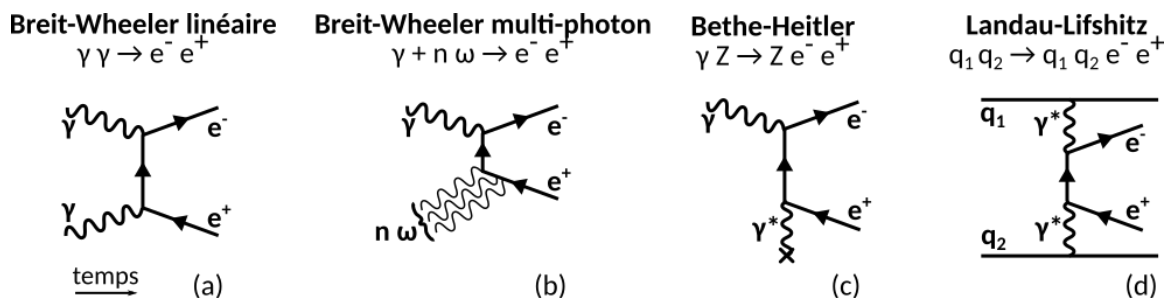 Breit-Wheeler linéaire
γ γ → e⁻ e⁺
γ
γ
e⁻
e⁺
temps
(a)
Breit-Wheeler multi-photon
γ + n ω → e⁻ e⁺
γ
n ω
e⁻
e⁺
(b)
Bethe-Heitler
γ Z → Z e⁻ e⁺
γ
γ*
e⁻
e⁺
(c)
Landau-Lifshitz
q₁ q₂ → q₁ q₂ e⁻ e⁺
q₁
γ*
e⁻
e⁺
q₂
γ*
(d)